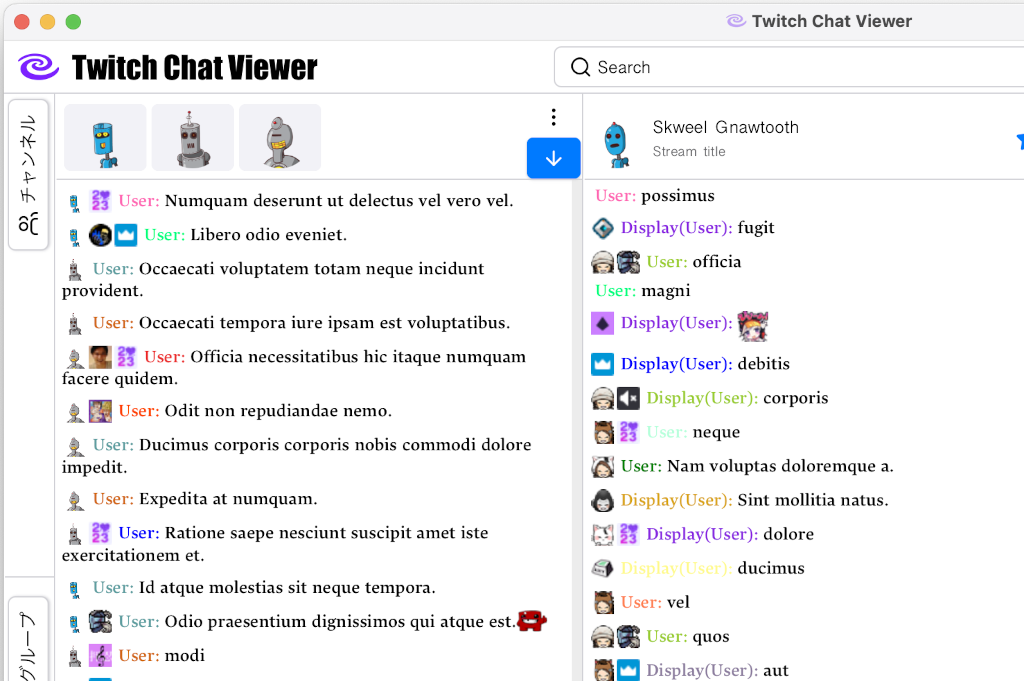 Twitch Chat Viewer
Twitch Chat Viewer
Search
チャンネル
グループ
User: Numquam deserunt ut delectus vel vero vel.
User: Libero odio eveniet.
User: Occaecati voluptatem totam neque incidunt
provident.
User: Occaecati tempora iure ipsam est voluptatibus.
User: Officia necessitatibus hic itaque numquam
facere quidem.
User: Odit non repudiandae nemo.
User: Ducimus corporis corporis nobis commodi dolore
impedit.
User: Expedita at numquam.
User: Ratione saepe nesciunt suscipit amet iste
exercitationem et.
User: Id atque molestias sit neque tempora.
User: Odio praesentium dignissimos qui atque est.
User: modi
Skweel Gnawtooth
Stream title
User: possimus
Display(User): fugit
User: officia
User: magni
Display(User):
Display(User): debitis
Display(User): corporis
User: neque
User: Nam voluptas doloremque a.
Display(User): Sint mollitia natus.
Display(User): dolore
Display(User): ducimus
User: vel
User: quos
Display(User): aut